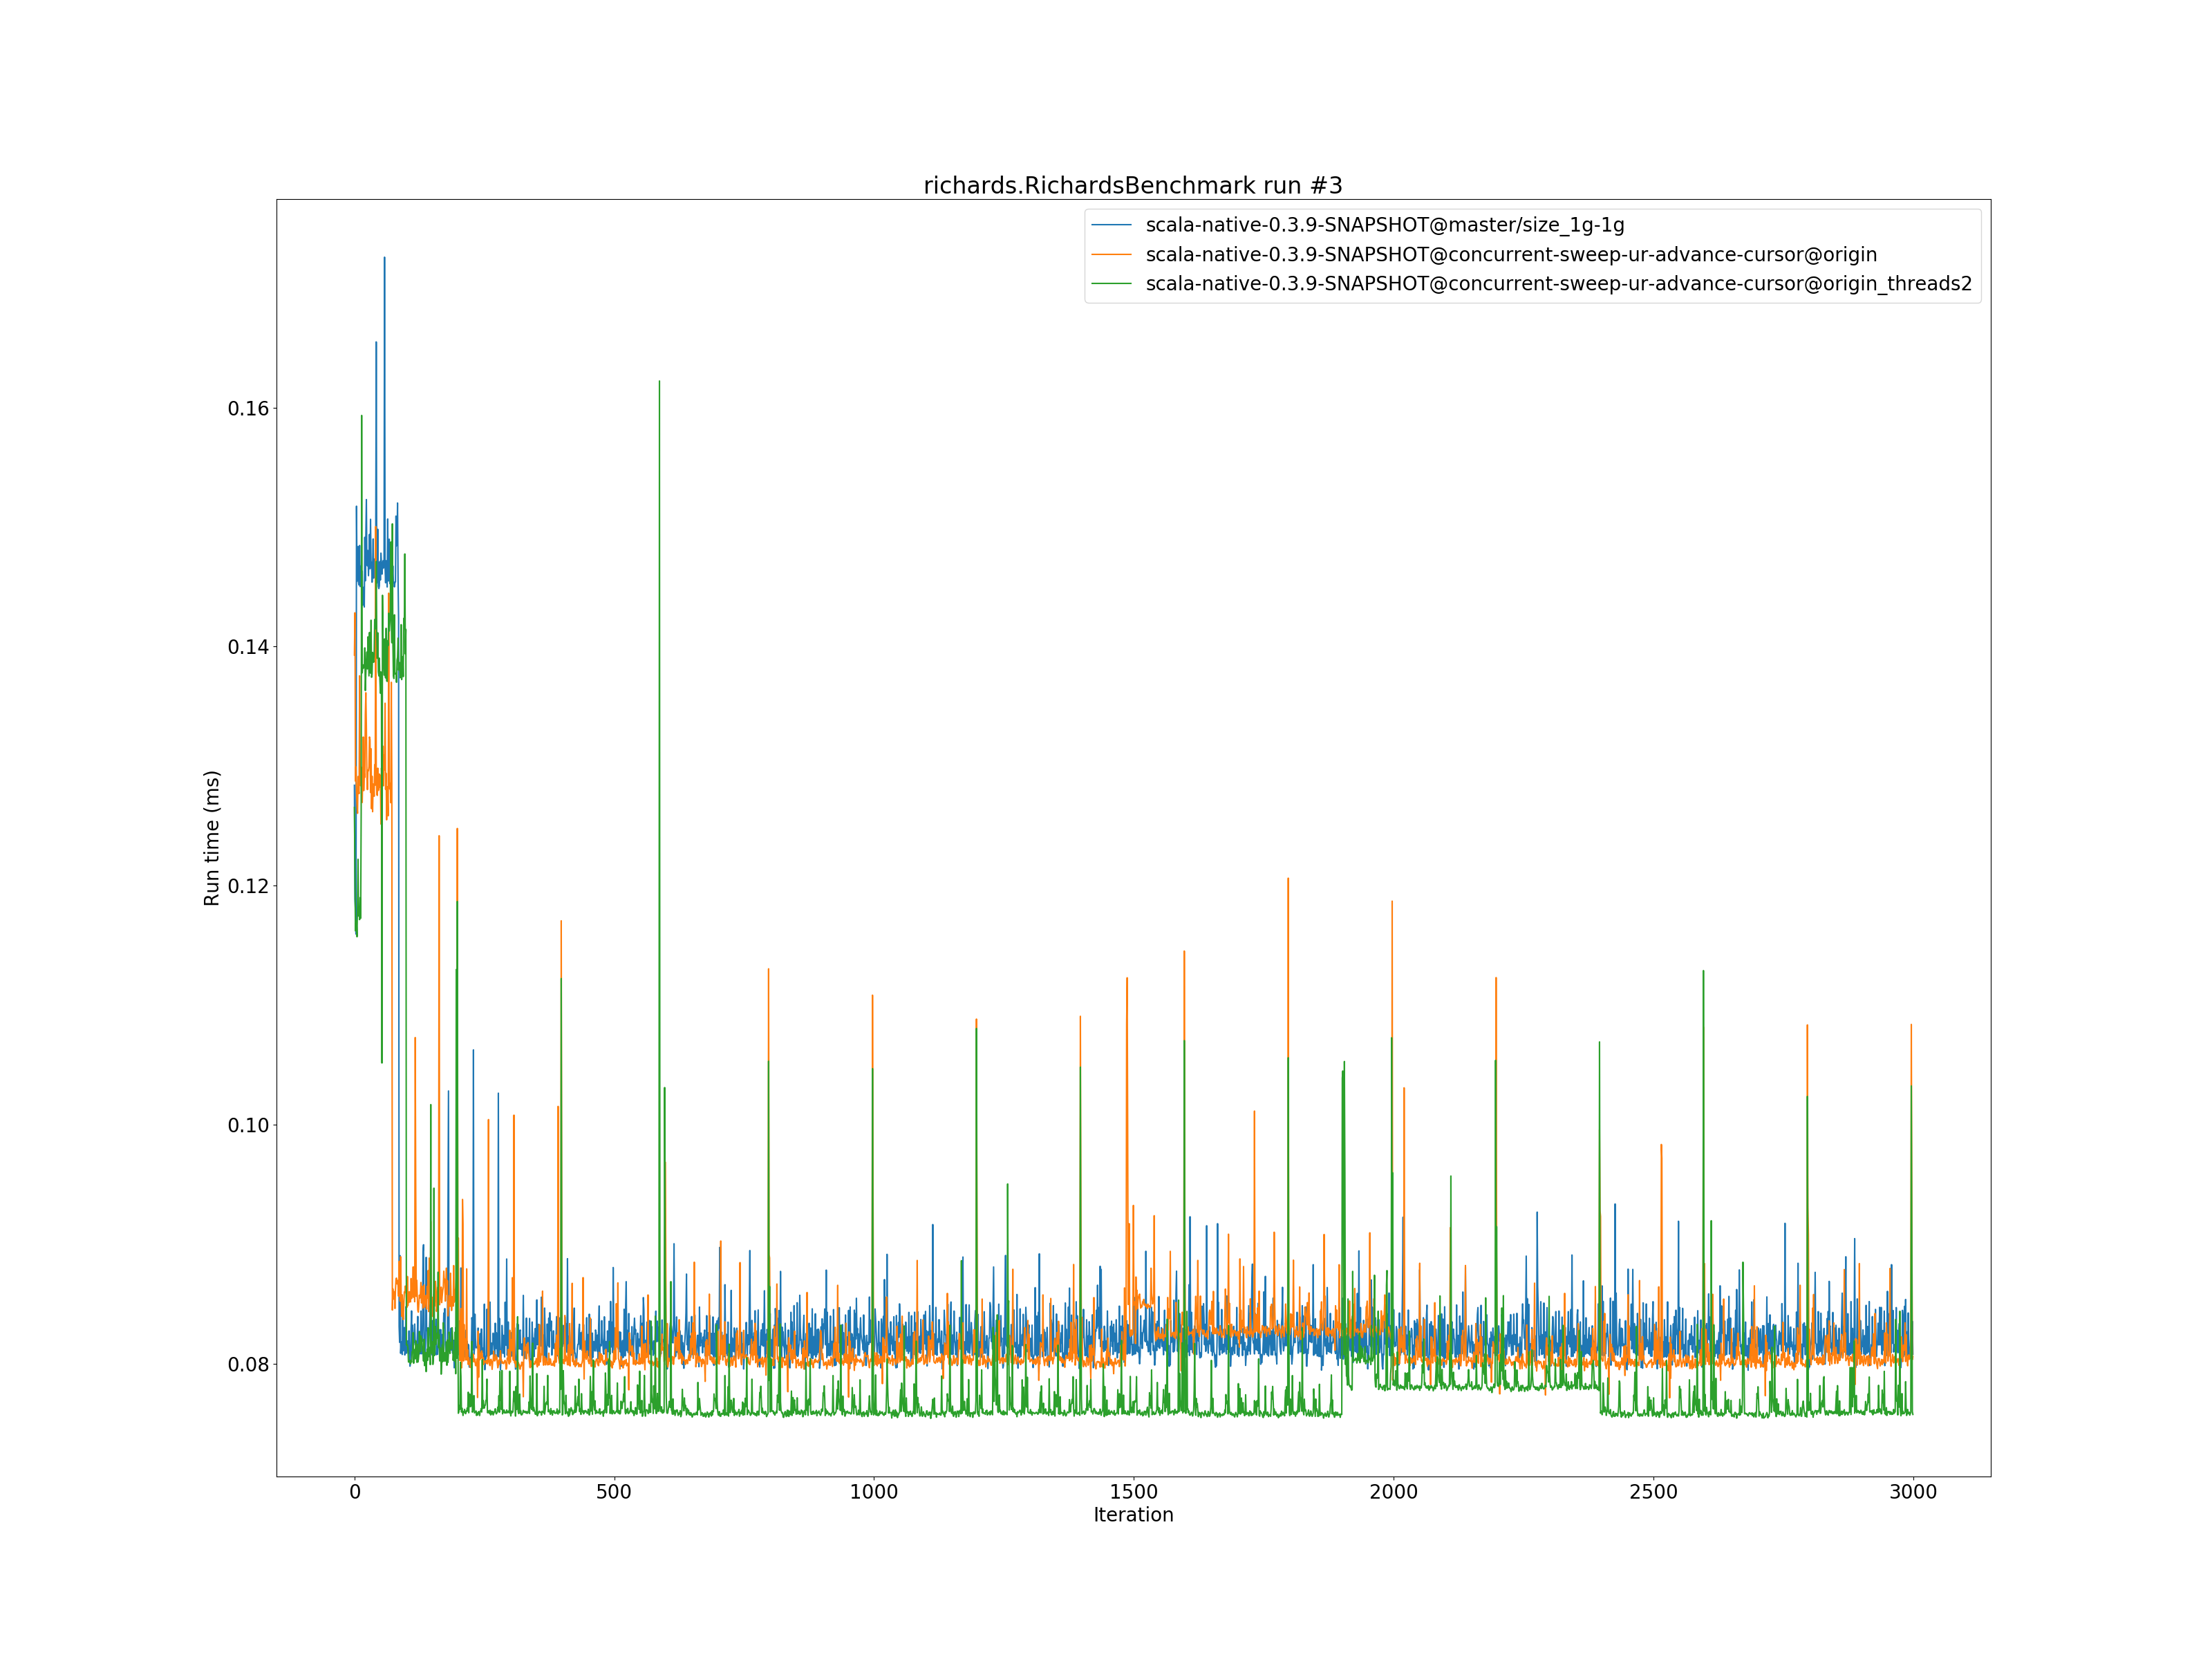 richards.RichardsBenchmark run #3
scala-native-0.3.9-SNAPSHOT@master/size_1g-1g
scala-native-0.3.9-SNAPSHOT@concurrent-sweep-ur-advance-cursor@origin
scala-native-0.3.9-SNAPSHOT@concurrent-sweep-ur-advance-cursor@origin_threads2
0.16
0.14
0.12
0.10
0.08
Run time (ms)
0 500 1000 1500 2000 2500 3000
Iteration